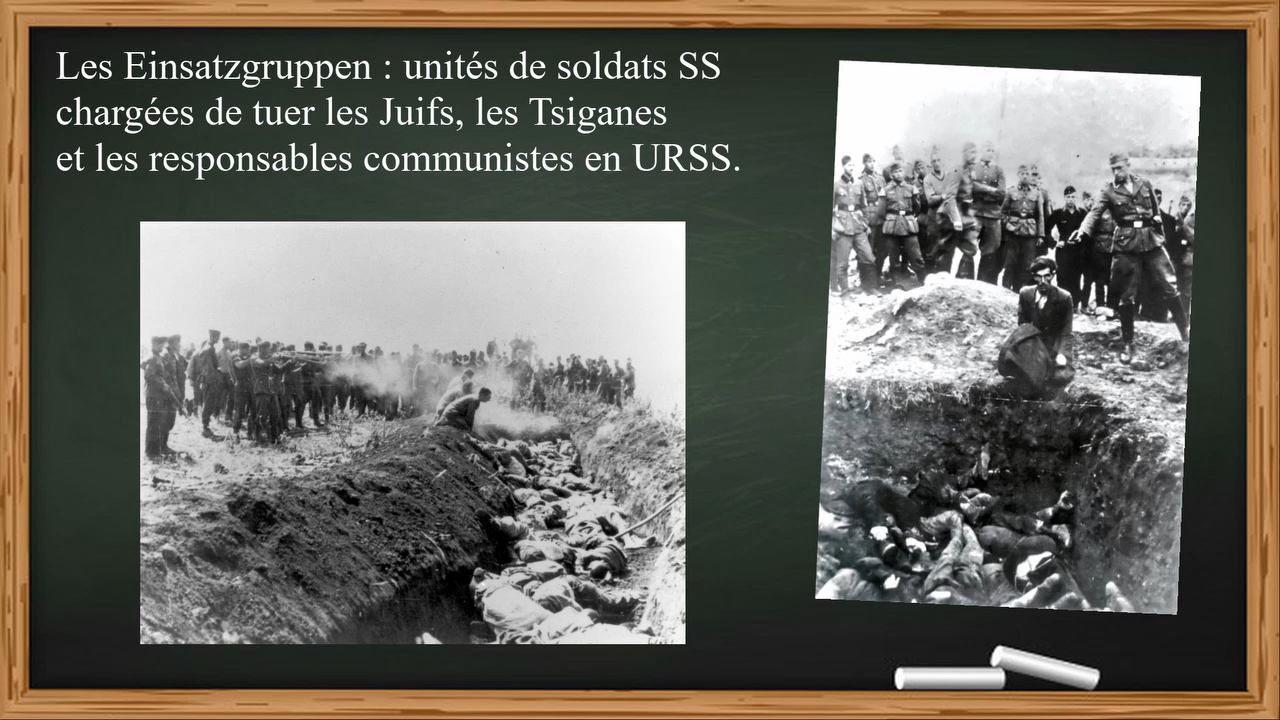 Les Einsatzgruppen : unités de soldats SS
chargées de tuer les Juifs, les Tsiganes
et les responsables communistes en URSS.